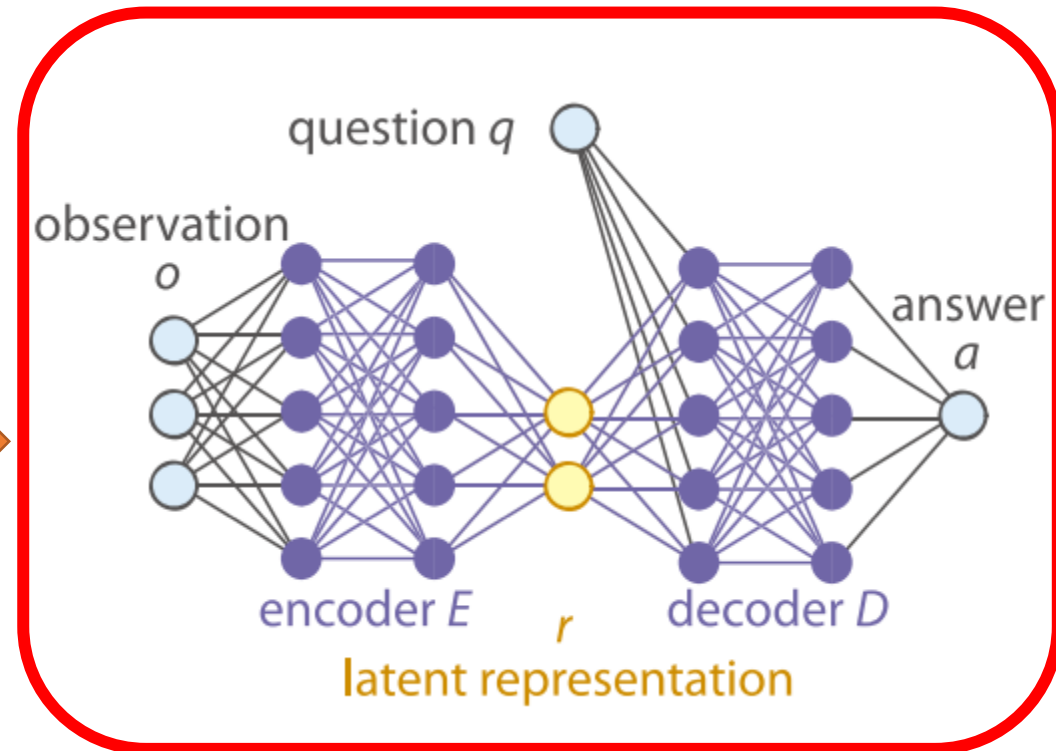 question q
observation
o
answer
a
encoder E
decoder D
r
latent representation